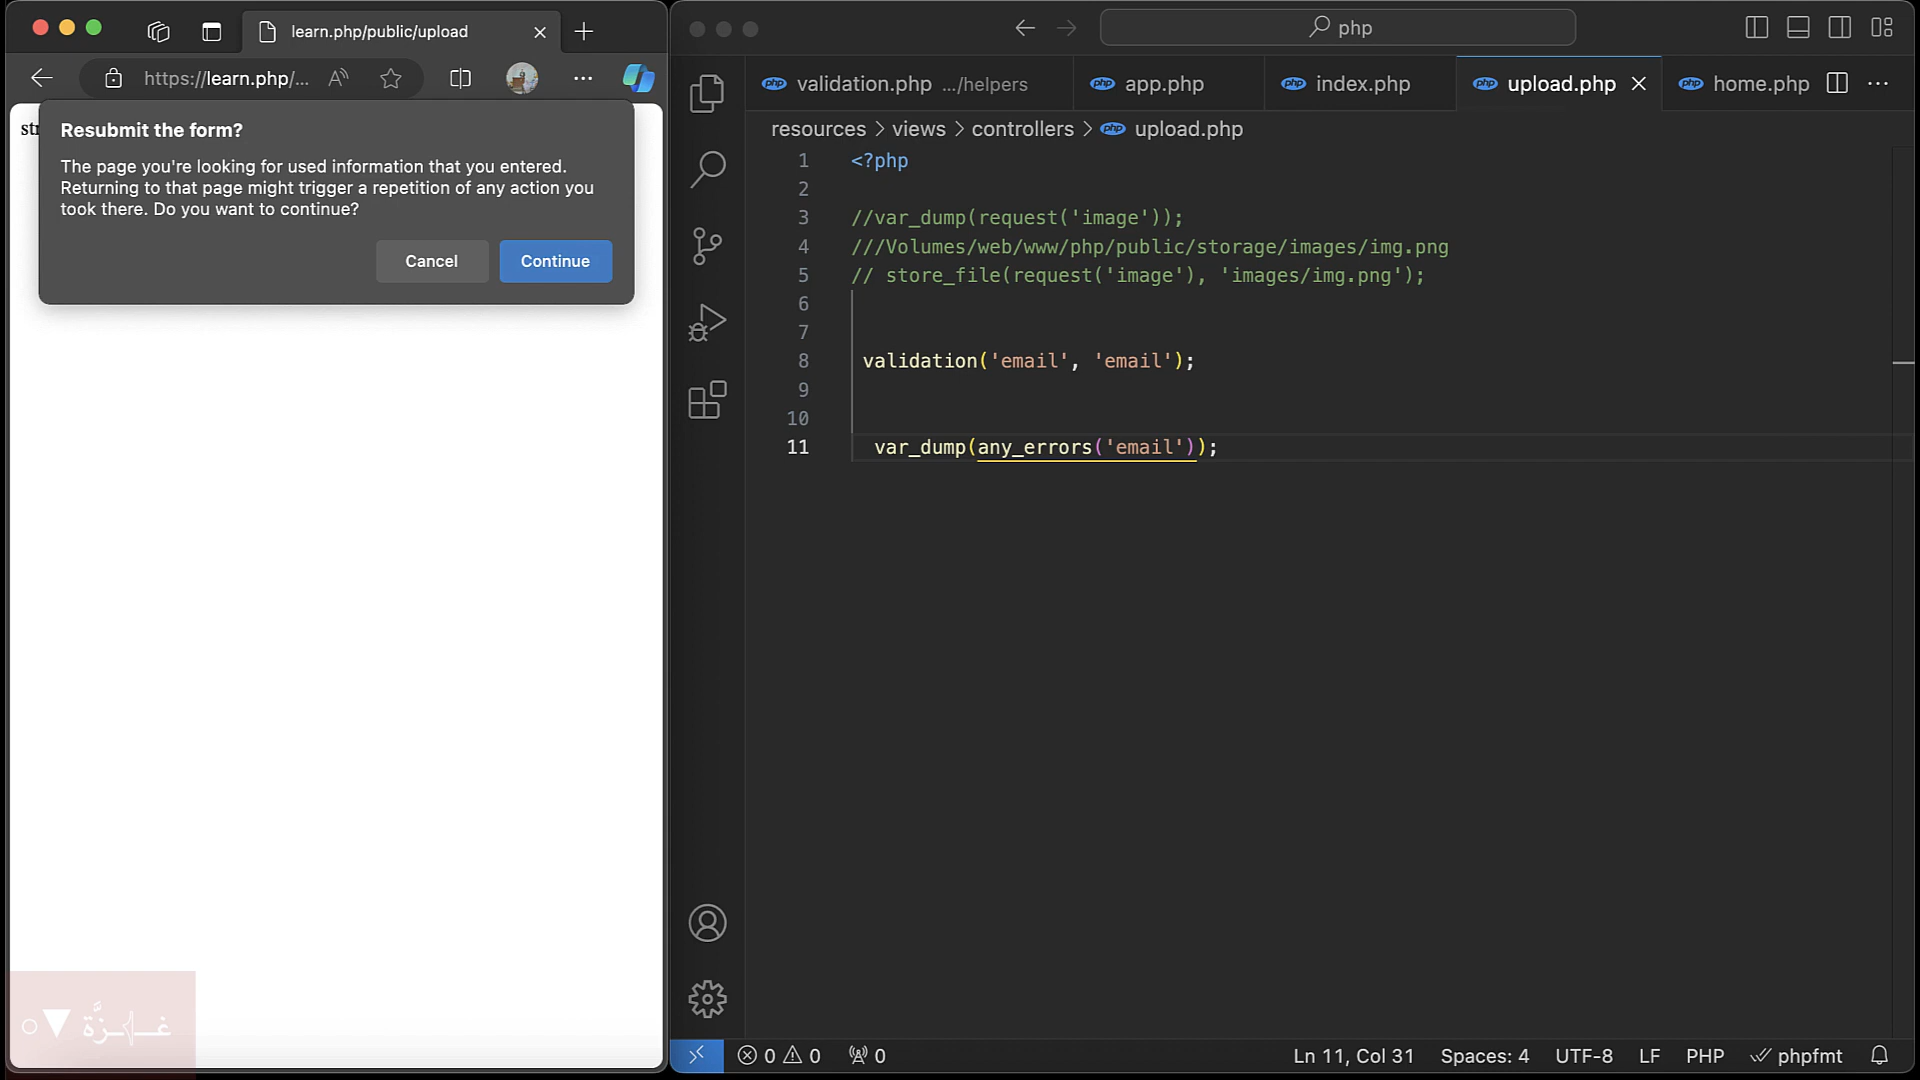 learn.php/public/upload
https://learn.php/...
Resubmit the form?
The page you're looking for used information that you entered.
Returning to that page might trigger a repetition of any action you
took there. Do you want to continue?
Cancel
Continue
غـزَّة
php
validation.php .../helpers
app.php
index.php
upload.php
home.php
resources > views > controllers > upload.php
1 <?php
2
3 //var_dump(request('image'));
4 ///Volumes/web/www/php/public/storage/images/img.png
5 // store_file(request('image'), 'images/img.png');
6
7
8 validation('email', 'email');
9
10
11 var_dump(any_errors('email'));
0 0 0
Ln 11, Col 31 Spaces: 4 UTF-8 LF PHP phpfmt